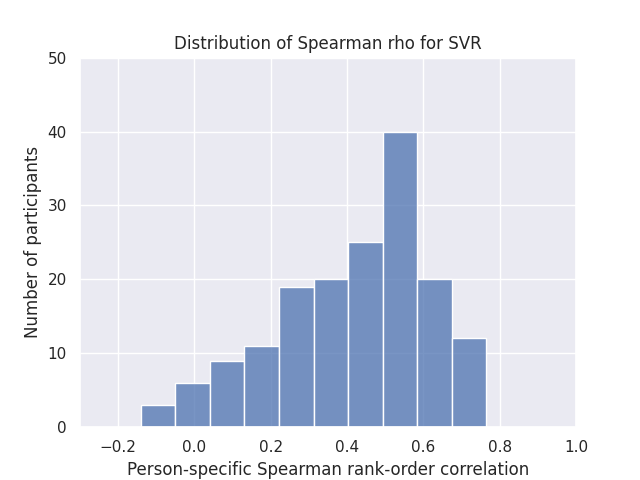 Distribution of Spearman rho for SVR
50
40
30
20
10
0
Number of participants
−0.2 0.0 0.2 0.4 0.6 0.8 1.0
Person-specific Spearman rank-order correlation